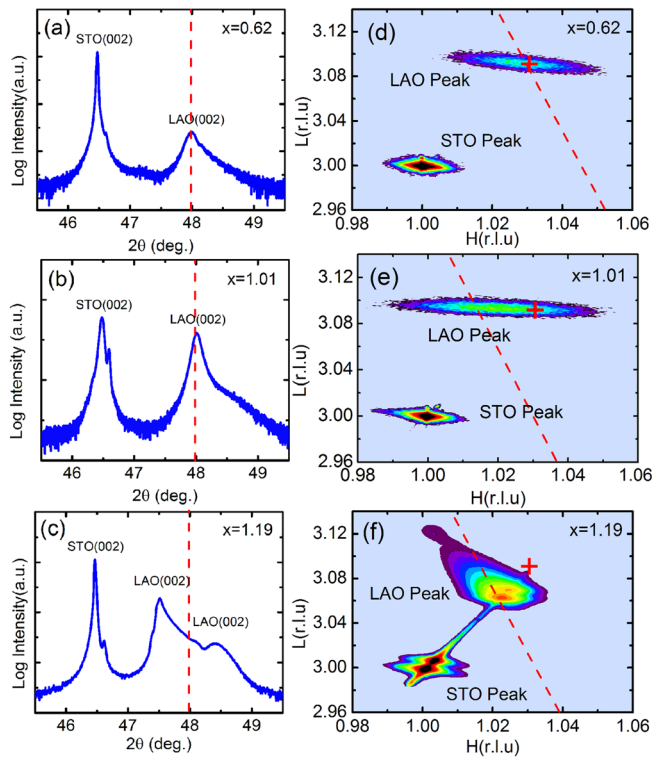 (a)
x=0.62
STO(002)
LAO(002)
Log Intensity(a.u.)
46 47 48 49
2θ (deg.)
(d)
x=0.62
LAO Peak
STO Peak
L(r.l.u)
3.12
3.08
3.04
3.00
2.96
1.00 1.02 1.04 1.06
H(r.l.u)
(b)
x=1.01
STO(002)
LAO(002)
Log Intensity (a.u.)
46 47 48 49
2θ (deg.)
(e)
x=1.01
LAO Peak
STO Peak
L(r.l.u)
3.12
3.08
3.04
3.00
2.96
0.98 1.00 1.02 1.04 1.06
H(r.l.u)
(c)
x=1.19
STO(002)
LAO(002)
LAO(002)
Log Intensity(a.u.)
46 47 48 49
2θ (deg.)
(f)
x=1.19
LAO Peak
STO Peak
L(r.l.u)
3.12
3.08
3.04
3.00
2.96
0.98 1.00 1.02 1.04 1.06
H(r.l.u)